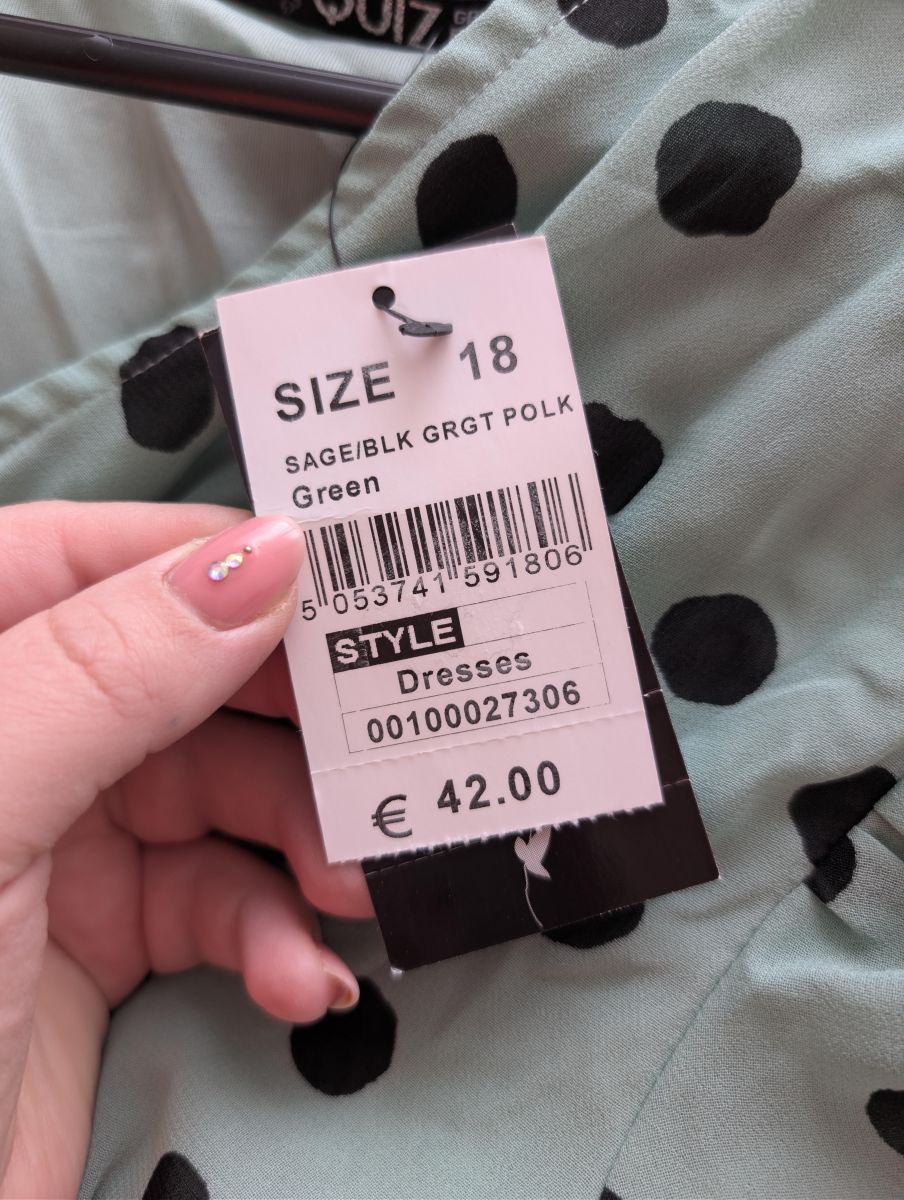 QUIZ
SIZE 18
SAGE/BLK GRGT POLK
Green
5 053741 591806
STYLE
Dresses
00100027306
€ 42.00